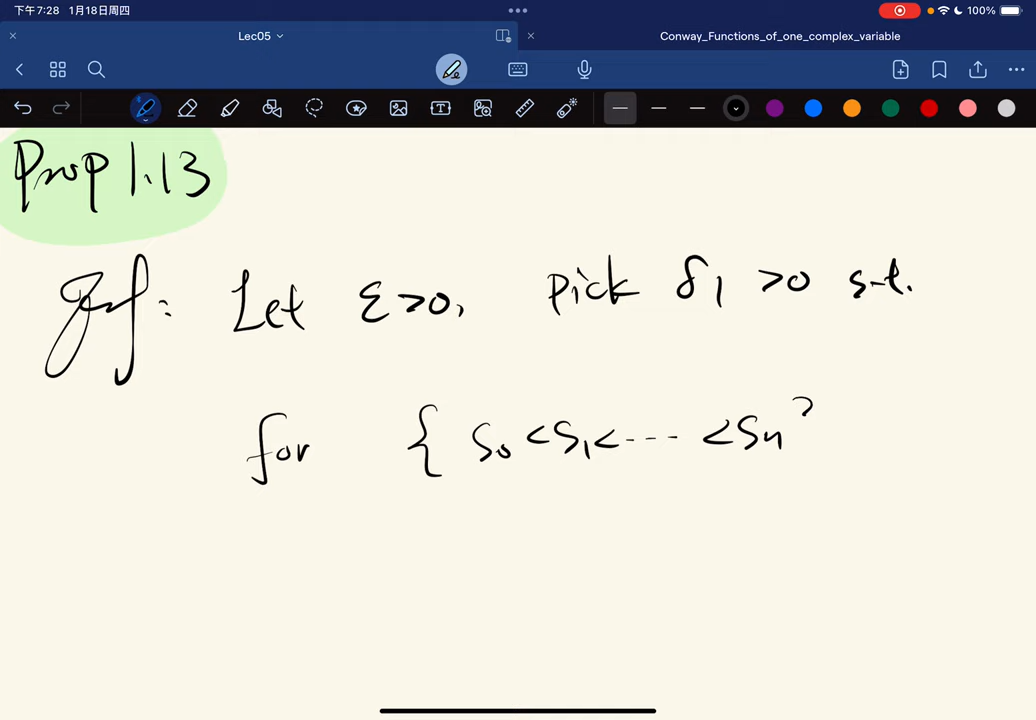 下午7:28 1月18日周四
100%
Lec05
Conway_Functions_of_one_complex_variable
Prop 1.13
pf: Let ε>0, pick δ₁ >0 s.t.
for { s₀ <s₁< --- <sn